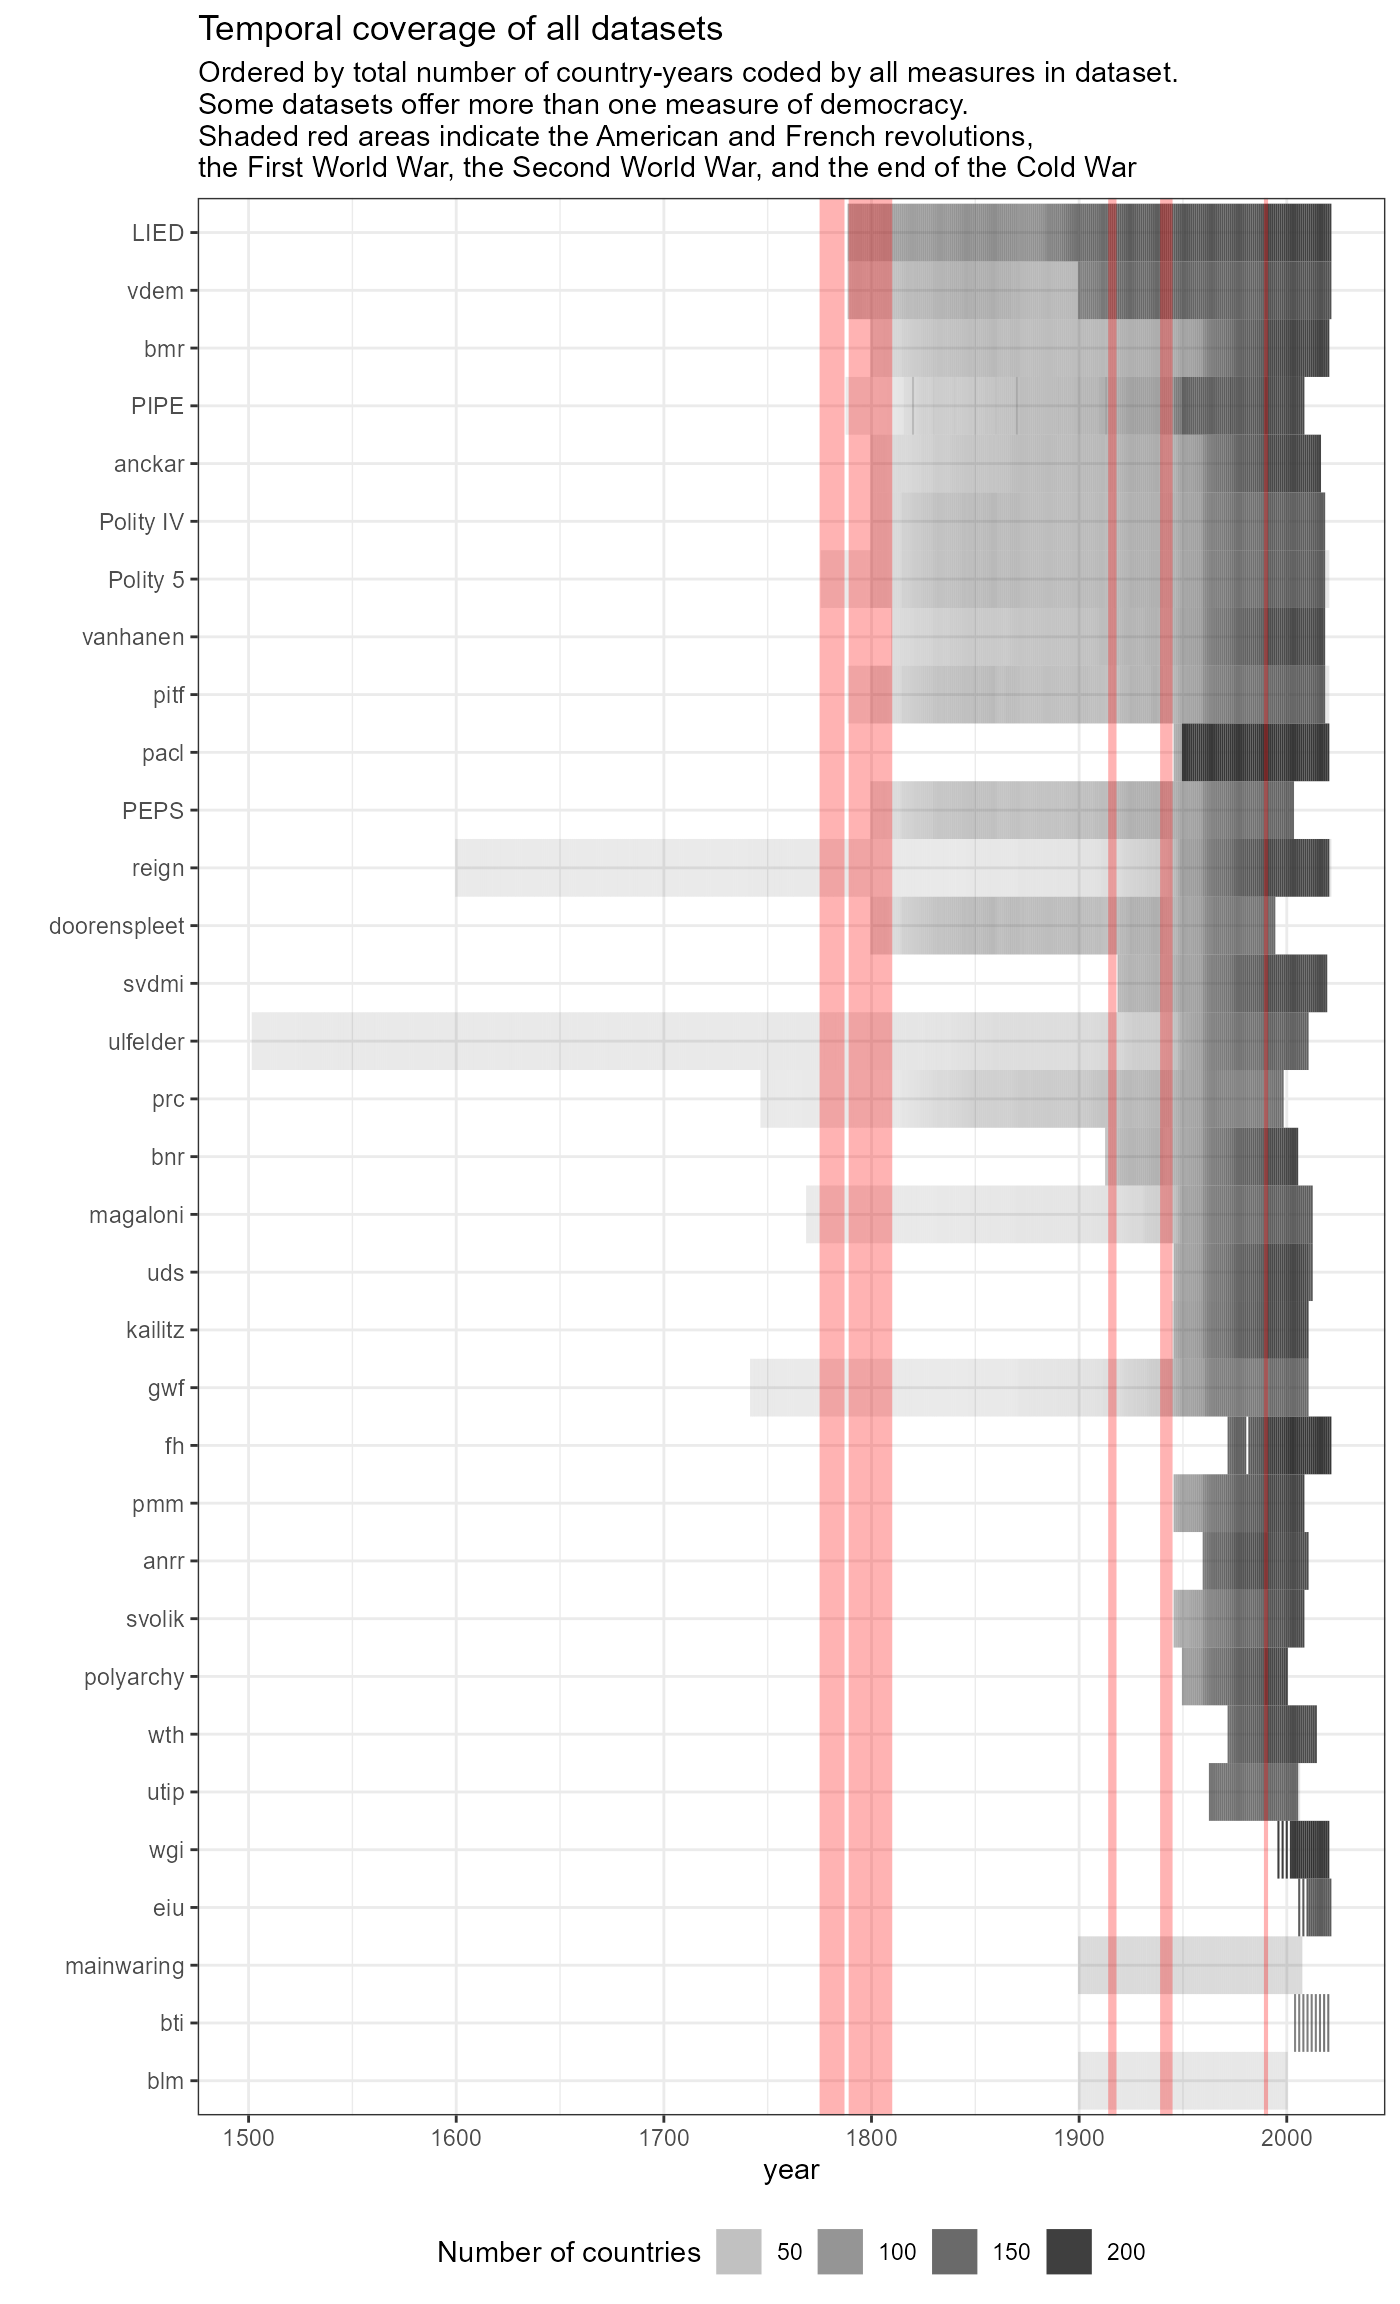 Temporal coverage of all datasets
Ordered by total number of country-years coded by all measures in dataset.
Some datasets offer more than one measure of democracy.
Shaded red areas indicate the American and French revolutions,
the First World War, the Second World War, and the end of the Cold War
LIED
vdem
bmr
PIPE
anckar
Polity IV
Polity 5
vanhanen
pitf
pacl
PEPS
reign
doorenspleet
svdmi
ulfelder
prc
bnr
magaloni
uds
kailitz
gwf
fh
pmm
anrr
svolik
polyarchy
wth
utip
wgi
eiu
mainwaring
bti
blm
1500 1600 1700 1800 1900 2000
year
Number of countries 50 100 150 200